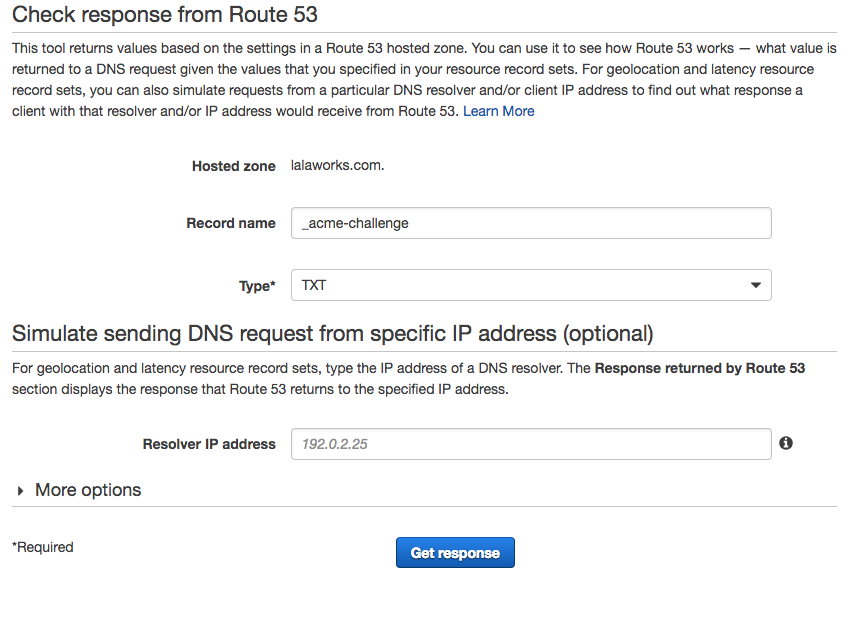 Check response from Route 53
This tool returns values based on the settings in a Route 53 hosted zone. You can use it to see how Route 53 works — what value is
returned to a DNS request given the values that you specified in your resource record sets. For geolocation and latency resource
record sets, you can also simulate requests from a particular DNS resolver and/or client IP address to find out what response a
client with that resolver and/or IP address would receive from Route 53. Learn More
Hosted zone lalaworks.com.
Record name _acme-challenge
Type* TXT
Simulate sending DNS request from specific IP address (optional)
For geolocation and latency resource record sets, type the IP address of a DNS resolver. The Response returned by Route 53
section displays the response that Route 53 returns to the specified IP address.
Resolver IP address 192.0.2.25
More options
*Required Get response